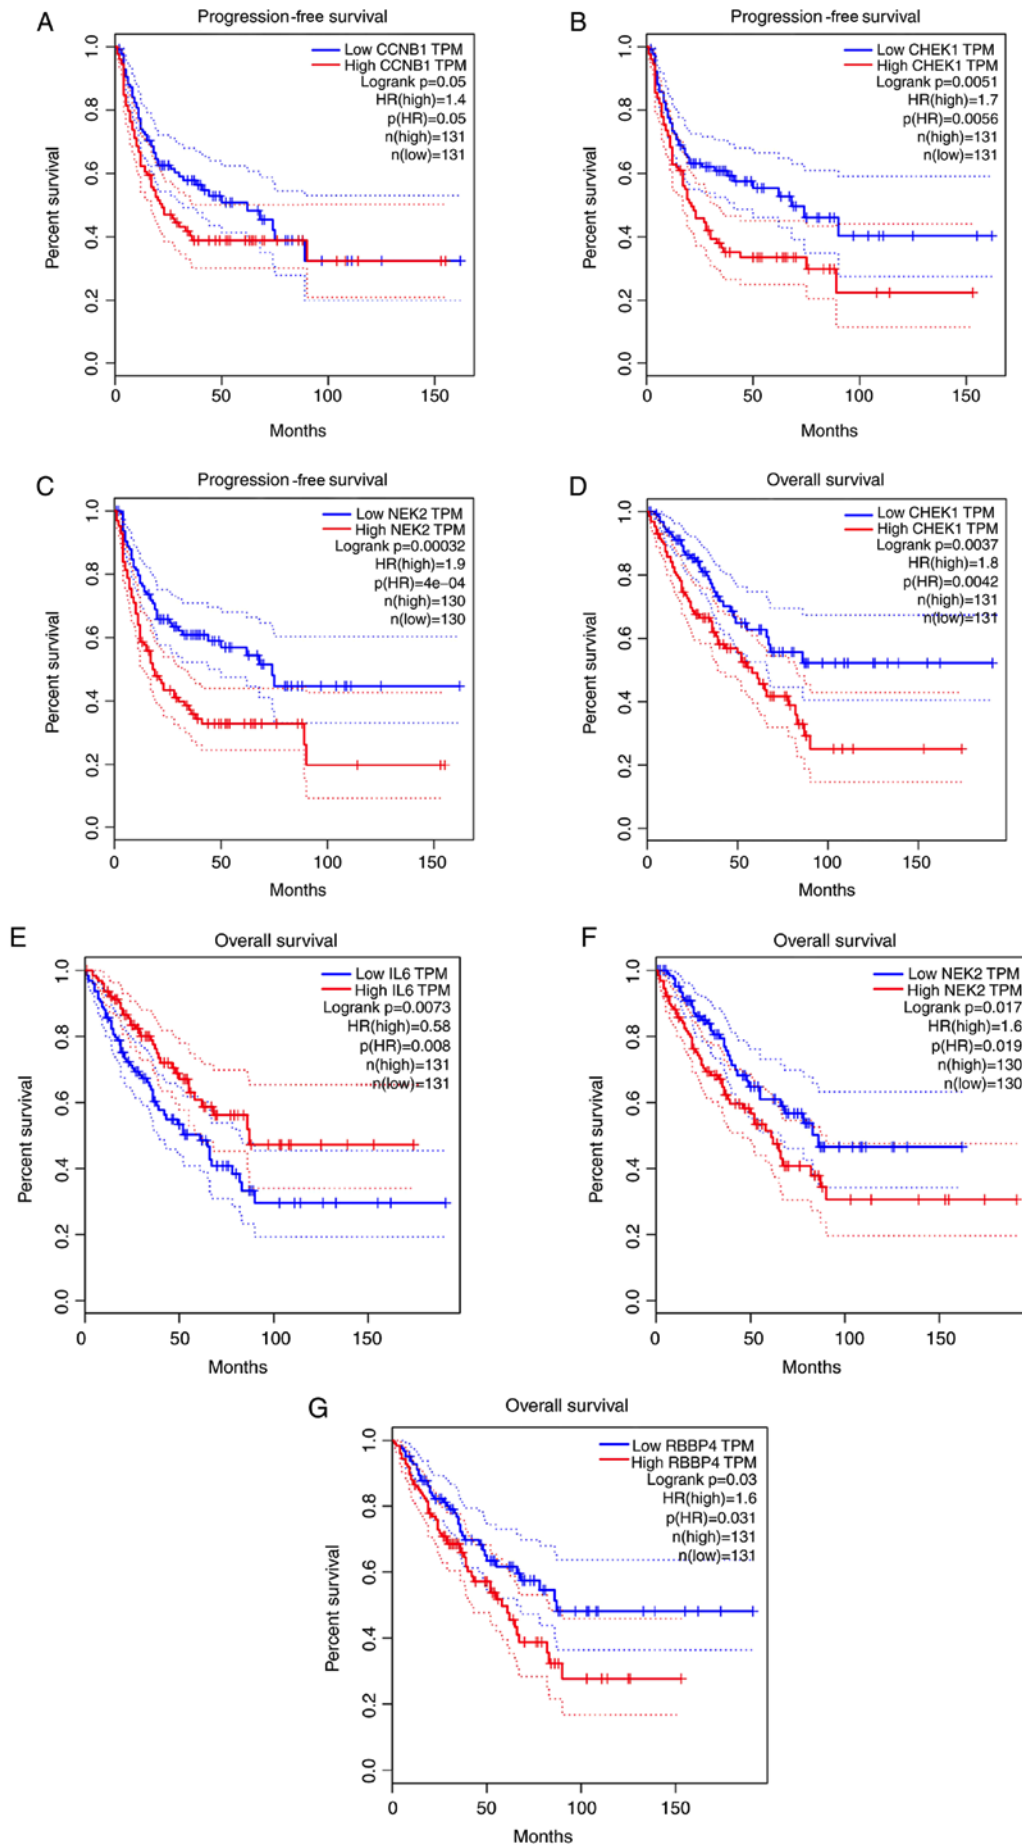 A
Progression-free survival
Low CCNB1 TPM
High CCNB1 TPM
Logrank p=0.05
HR(high)=1.4
p(HR)=0.05
n(high)=131
n(low)=131
Percent survival
1.0
0.8
0.6
0.4
0.2
0.0
0 50 100 150
Months
B
Progression-free survival
Low CHEK1 TPM
High CHEK1 TPM
Logrank p=0.0051
HR(high)=1.7
p(HR)=0.0056
n(high)=131
n(low)=131
Percent survival
1.0
0.8
0.6
0.4
0.2
0.0
0 50 100 150
Months
C
Progression-free survival
Low NEK2 TPM
High NEK2 TPM
Logrank p=0.00032
HR(high)=1.9
p(HR)=4e-04
n(high)=130
n(low)=130
Percent survival
1.0
0.8
0.6
0.4
0.2
0.0
0 50 100 150
Months
D
Overall survival
Low CHEK1 TPM
High CHEK1 TPM
Logrank p=0.0037
HR(high)=1.8
p(HR)=0.0042
n(high)=131
n(low)=131
Percent survival
1.0
0.8
0.6
0.4
0.2
0.0
0 50 100 150
Months
E
Overall survival
Low IL6 TPM
High IL6 TPM
Logrank p=0.0073
HR(high)=0.58
p(HR)=0.008
n(high)=131
n(low)=131
Percent survival
1.0
0.8
0.6
0.4
0.2
0.0
0 50 100 150
Months
F
Overall survival
Low NEK2 TPM
High NEK2 TPM
Logrank p=0.017
HR(high)=1.6
p(HR)=0.019
n(high)=130
n(low)=130
Percent survival
1.0
0.8
0.6
0.4
0.2
0.0
0 50 100 150
Months
G
Overall survival
Low RBBP4 TPM
High RBBP4 TPM
Logrank p=0.03
HR(high)=1.6
p(HR)=0.031
n(high)=131
n(low)=131
Percent survival
1.0
0.8
0.6
0.4
0.2
0.0
0 50 100 150
Months